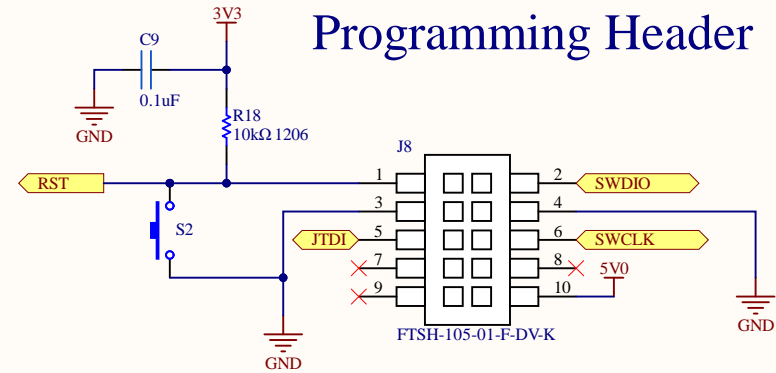 Programming Header
3V3
C9
0.1uF
GND
R18
10kΩ 1206
J8
RST
1
2
SWDIO
3
4
S2
JTDI
5
6
SWCLK
7
8
5V0
9
10
GND
FTSH-105-01-F-DV-K
GND